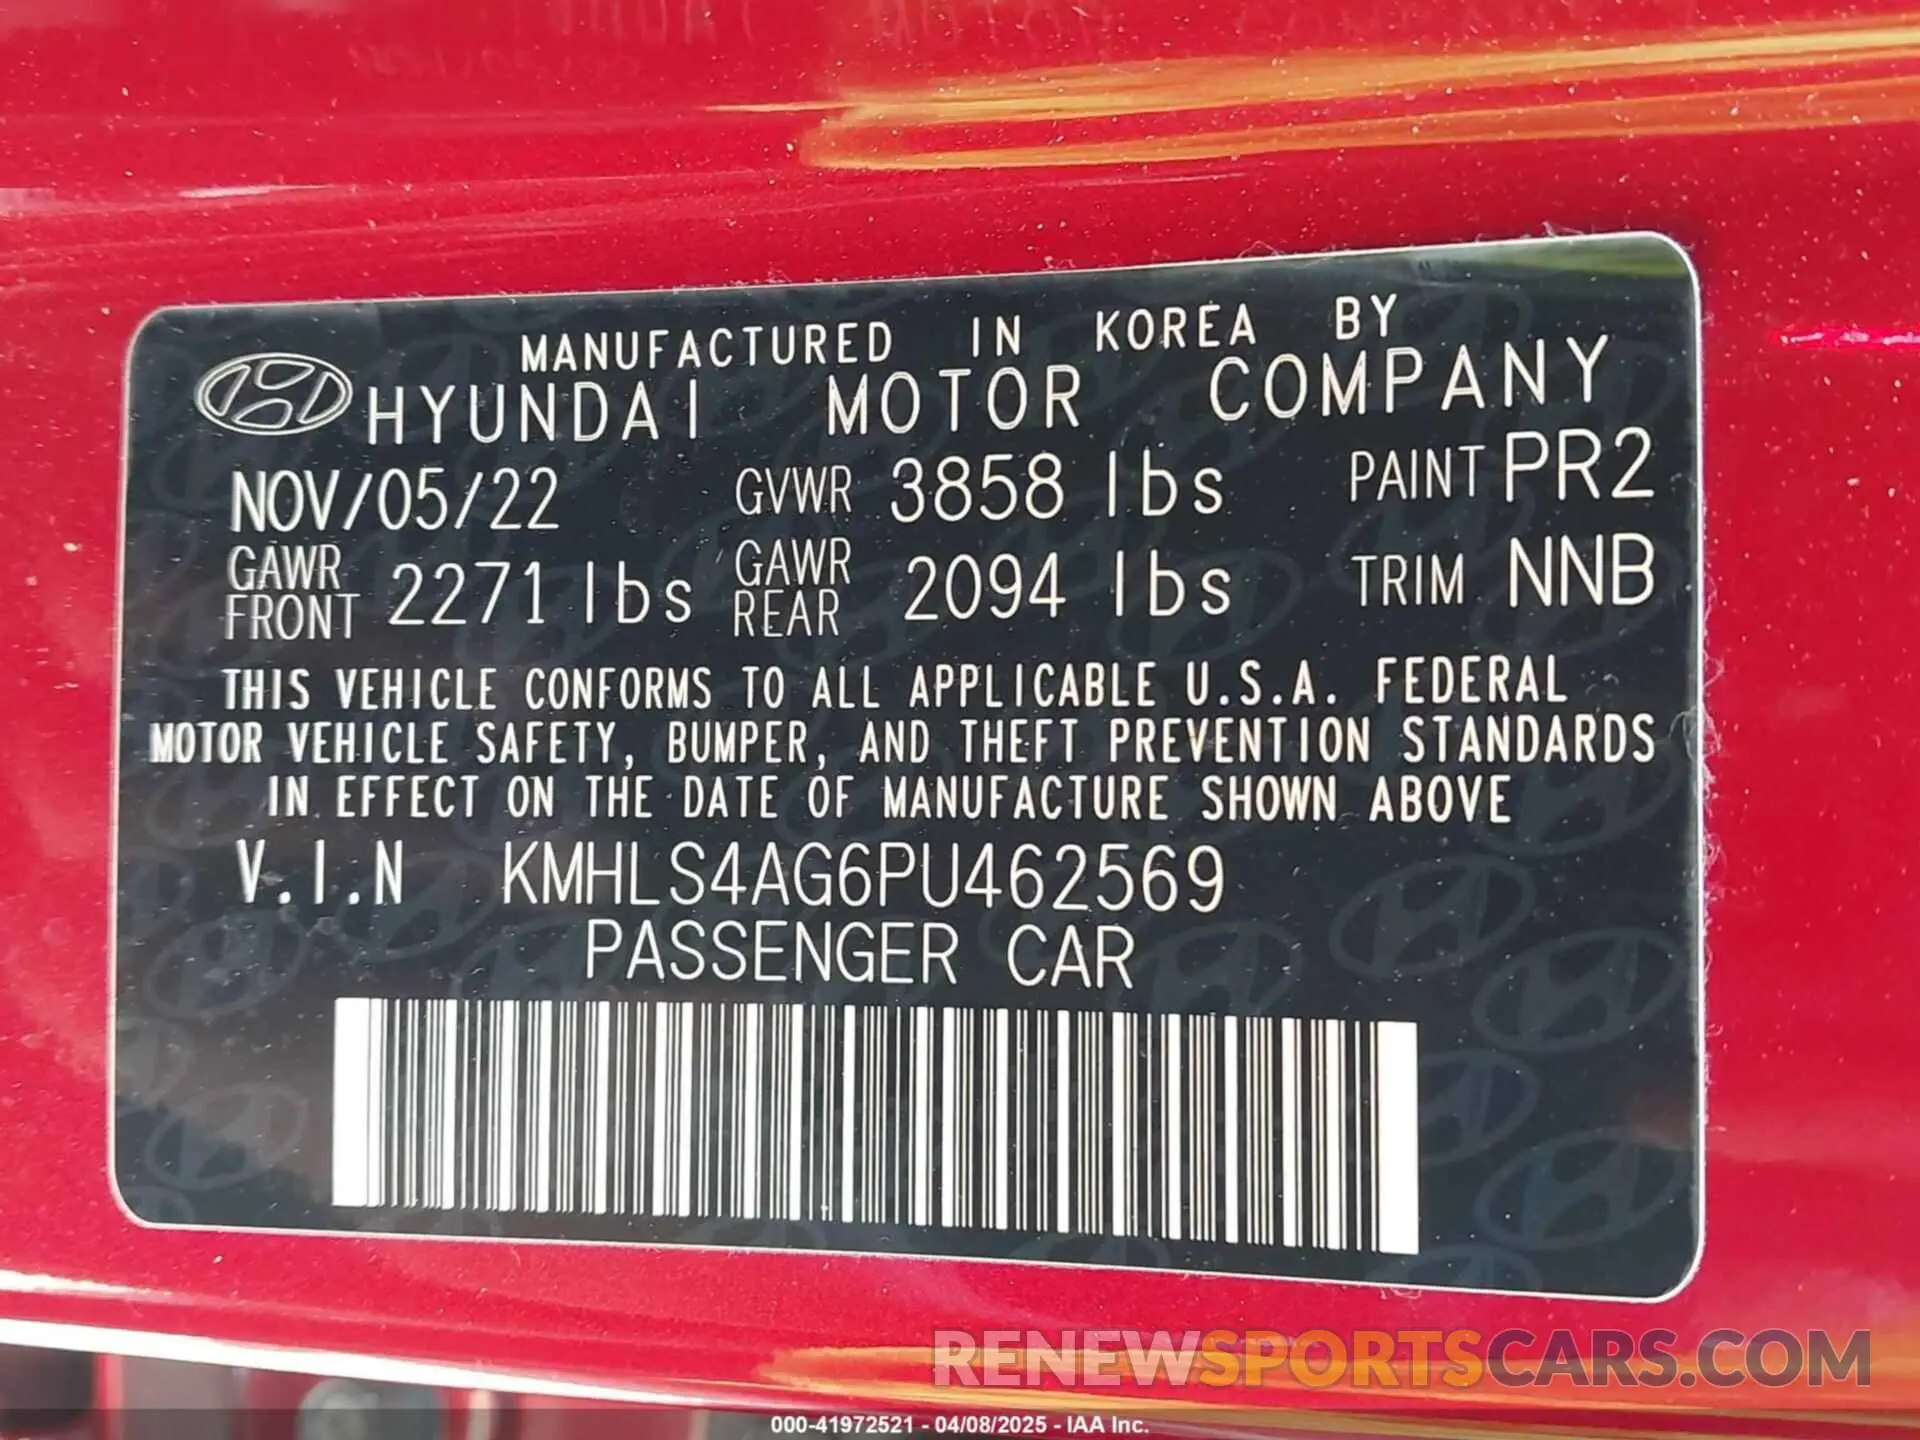 MANUFACTURED IN KOREA BY
HYUNDAI MOTOR COMPANY
NOV/05/22 GVWR 3858 lbs PAINT PR2
GAWR FRONT 2271 lbs GAWR REAR 2094 lbs TRIM NNB
THIS VEHICLE CONFORMS TO ALL APPLICABLE U.S.A. FEDERAL
MOTOR VEHICLE SAFETY, BUMPER, AND THEFT PREVENTION STANDARDS
IN EFFECT ON THE DATE OF MANUFACTURE SHOWN ABOVE
V.I.N KMHLS4AG6PU462569
PASSENGER CAR
RENEWSPORTSCARS.COM
000-41972521 - 04/08/2025 - IAA Inc.